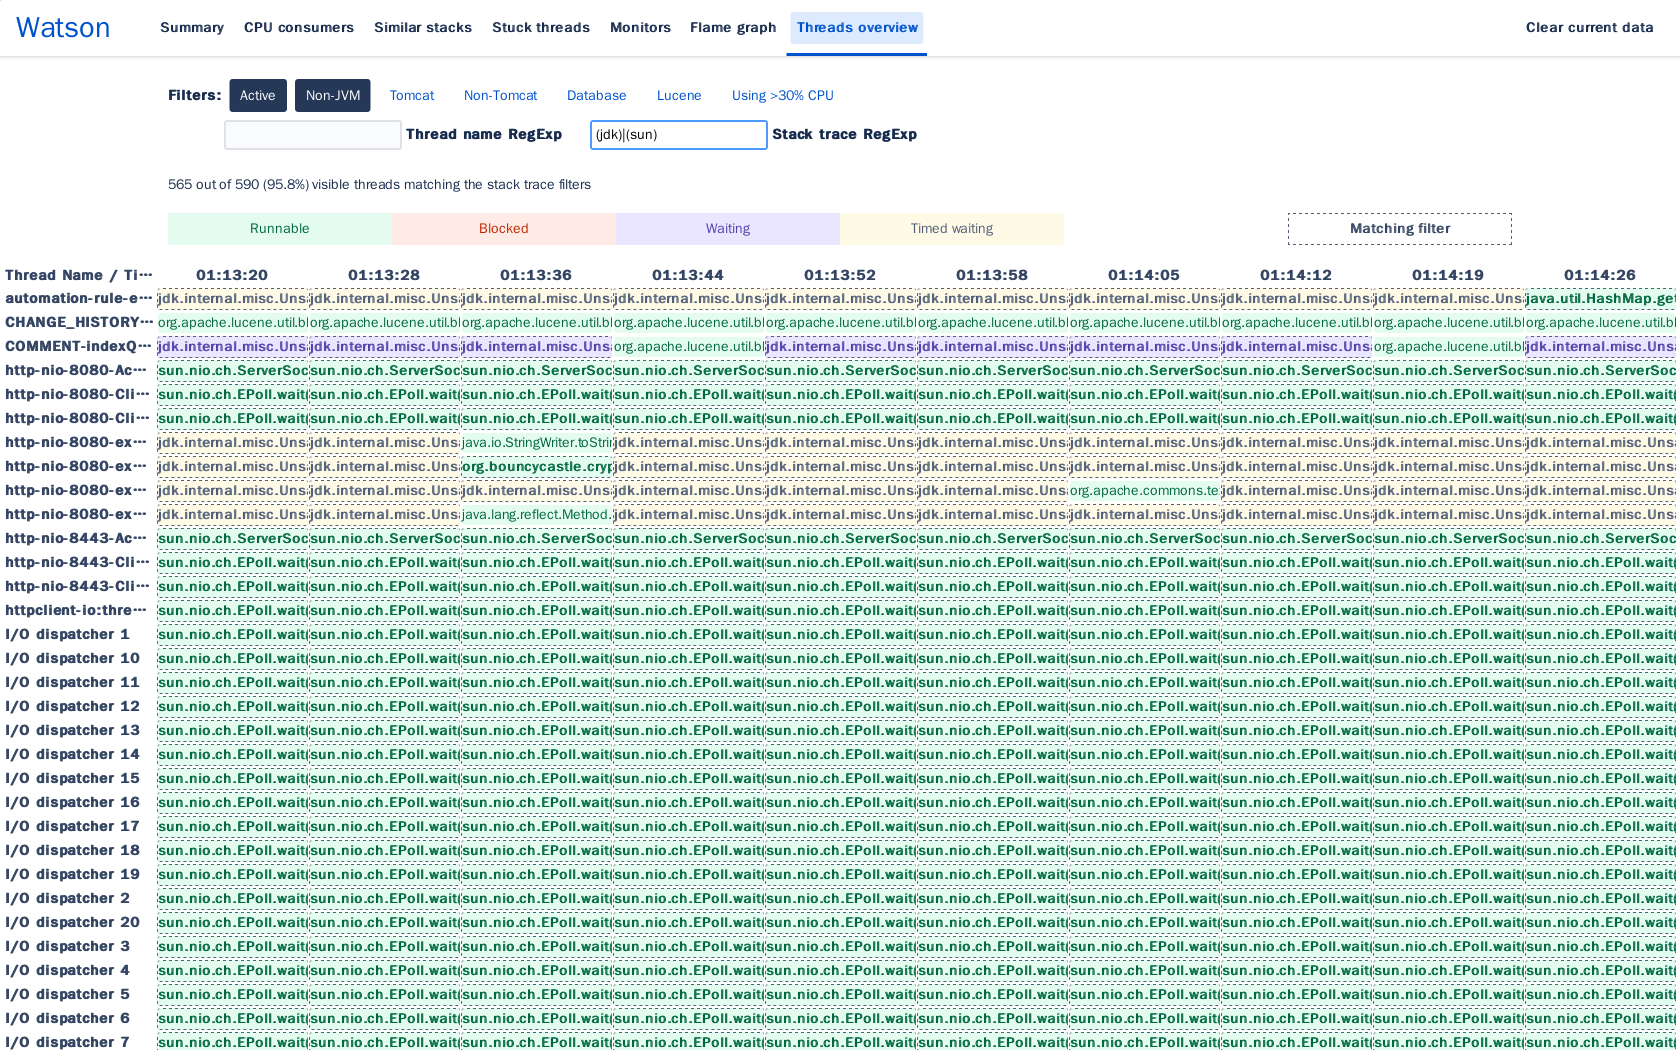 Watson Summary CPU consumers Similar stacks Stuck threads Monitors Flame graph Threads overview Clear current data
Filters: Active Non-JVM Tomcat Non-Tomcat Database Lucene Using >30% CPU
Thread name RegExp (jdk)|(sun) Stack trace RegExp
565 out of 590 (95.8%) visible threads matching the stack trace filters
Runnable Blocked Waiting Timed waiting Matching filter
Thread Name / Ti… 01:13:20 01:13:28 01:13:36 01:13:44 01:13:52 01:13:58 01:14:05 01:14:12 01:14:19 01:14:26
automation-rule-e… jdk.internal.misc.Uns jdk.internal.misc.Uns jdk.internal.misc.Uns jdk.internal.misc.Uns jdk.internal.misc.Uns jdk.internal.misc.Uns jdk.internal.misc.Uns jdk.internal.misc.Uns jdk.internal.misc.Uns java.util.HashMap.get
CHANGE_HISTORY… org.apache.lucene.util.bl org.apache.lucene.util.bl org.apache.lucene.util.bl org.apache.lucene.util.bl org.apache.lucene.util.bl org.apache.lucene.util.bl org.apache.lucene.util.bl org.apache.lucene.util.bl org.apache.lucene.util.bl org.apache.lucene.util.bl
COMMENT-indexQ… jdk.internal.misc.Uns jdk.internal.misc.Uns jdk.internal.misc.Uns org.apache.lucene.util.bl jdk.internal.misc.Uns jdk.internal.misc.Uns jdk.internal.misc.Uns jdk.internal.misc.Uns org.apache.lucene.util.bl jdk.internal.misc.Uns
http-nio-8080-Ac… sun.nio.ch.ServerSoc sun.nio.ch.ServerSoc sun.nio.ch.ServerSoc sun.nio.ch.ServerSoc sun.nio.ch.ServerSoc sun.nio.ch.ServerSoc sun.nio.ch.ServerSoc sun.nio.ch.ServerSoc sun.nio.ch.ServerSoc sun.nio.ch.ServerSoc
http-nio-8080-Cli… sun.nio.ch.EPoll.wait( sun.nio.ch.EPoll.wait( sun.nio.ch.EPoll.wait( sun.nio.ch.EPoll.wait( sun.nio.ch.EPoll.wait( sun.nio.ch.EPoll.wait( sun.nio.ch.EPoll.wait( sun.nio.ch.EPoll.wait( sun.nio.ch.EPoll.wait( sun.nio.ch.EPoll.wait(
http-nio-8080-Cli… sun.nio.ch.EPoll.wait( sun.nio.ch.EPoll.wait( sun.nio.ch.EPoll.wait( sun.nio.ch.EPoll.wait( sun.nio.ch.EPoll.wait( sun.nio.ch.EPoll.wait( sun.nio.ch.EPoll.wait( sun.nio.ch.EPoll.wait( sun.nio.ch.EPoll.wait( sun.nio.ch.EPoll.wait(
http-nio-8080-ex… jdk.internal.misc.Uns jdk.internal.misc.Uns java.io.StringWriter.toStri jdk.internal.misc.Uns jdk.internal.misc.Uns jdk.internal.misc.Uns jdk.internal.misc.Uns jdk.internal.misc.Uns jdk.internal.misc.Uns jdk.internal.misc.Uns
http-nio-8080-ex… jdk.internal.misc.Uns jdk.internal.misc.Uns org.bouncycastle.cryp jdk.internal.misc.Uns jdk.internal.misc.Uns jdk.internal.misc.Uns jdk.internal.misc.Uns jdk.internal.misc.Uns jdk.internal.misc.Uns jdk.internal.misc.Uns
http-nio-8080-ex… jdk.internal.misc.Uns jdk.internal.misc.Uns jdk.internal.misc.Uns jdk.internal.misc.Uns jdk.internal.misc.Uns jdk.internal.misc.Uns org.apache.commons.te jdk.internal.misc.Uns jdk.internal.misc.Uns jdk.internal.misc.Uns
http-nio-8080-ex… jdk.internal.misc.Uns jdk.internal.misc.Uns java.lang.reflect.Method. jdk.internal.misc.Uns jdk.internal.misc.Uns jdk.internal.misc.Uns jdk.internal.misc.Uns jdk.internal.misc.Uns jdk.internal.misc.Uns jdk.internal.misc.Uns
http-nio-8443-Ac… sun.nio.ch.ServerSoc sun.nio.ch.ServerSoc sun.nio.ch.ServerSoc sun.nio.ch.ServerSoc sun.nio.ch.ServerSoc sun.nio.ch.ServerSoc sun.nio.ch.ServerSoc sun.nio.ch.ServerSoc sun.nio.ch.ServerSoc sun.nio.ch.ServerSoc
http-nio-8443-Cli… sun.nio.ch.EPoll.wait( sun.nio.ch.EPoll.wait( sun.nio.ch.EPoll.wait( sun.nio.ch.EPoll.wait( sun.nio.ch.EPoll.wait( sun.nio.ch.EPoll.wait( sun.nio.ch.EPoll.wait( sun.nio.ch.EPoll.wait( sun.nio.ch.EPoll.wait( sun.nio.ch.EPoll.wait(
http-nio-8443-Cli… sun.nio.ch.EPoll.wait( sun.nio.ch.EPoll.wait( sun.nio.ch.EPoll.wait( sun.nio.ch.EPoll.wait( sun.nio.ch.EPoll.wait( sun.nio.ch.EPoll.wait( sun.nio.ch.EPoll.wait( sun.nio.ch.EPoll.wait( sun.nio.ch.EPoll.wait( sun.nio.ch.EPoll.wait(
httpclient-io:thre… sun.nio.ch.EPoll.wait( sun.nio.ch.EPoll.wait( sun.nio.ch.EPoll.wait( sun.nio.ch.EPoll.wait( sun.nio.ch.EPoll.wait( sun.nio.ch.EPoll.wait( sun.nio.ch.EPoll.wait( sun.nio.ch.EPoll.wait( sun.nio.ch.EPoll.wait( sun.nio.ch.EPoll.wait(
I/O dispatcher 1 sun.nio.ch.EPoll.wait( sun.nio.ch.EPoll.wait( sun.nio.ch.EPoll.wait( sun.nio.ch.EPoll.wait( sun.nio.ch.EPoll.wait( sun.nio.ch.EPoll.wait( sun.nio.ch.EPoll.wait( sun.nio.ch.EPoll.wait( sun.nio.ch.EPoll.wait( sun.nio.ch.EPoll.wait(
I/O dispatcher 10 sun.nio.ch.EPoll.wait( sun.nio.ch.EPoll.wait( sun.nio.ch.EPoll.wait( sun.nio.ch.EPoll.wait( sun.nio.ch.EPoll.wait( sun.nio.ch.EPoll.wait( sun.nio.ch.EPoll.wait( sun.nio.ch.EPoll.wait( sun.nio.ch.EPoll.wait( sun.nio.ch.EPoll.wait(
I/O dispatcher 11 sun.nio.ch.EPoll.wait( sun.nio.ch.EPoll.wait( sun.nio.ch.EPoll.wait( sun.nio.ch.EPoll.wait( sun.nio.ch.EPoll.wait( sun.nio.ch.EPoll.wait( sun.nio.ch.EPoll.wait( sun.nio.ch.EPoll.wait( sun.nio.ch.EPoll.wait( sun.nio.ch.EPoll.wait(
I/O dispatcher 12 sun.nio.ch.EPoll.wait( sun.nio.ch.EPoll.wait( sun.nio.ch.EPoll.wait( sun.nio.ch.EPoll.wait( sun.nio.ch.EPoll.wait( sun.nio.ch.EPoll.wait( sun.nio.ch.EPoll.wait( sun.nio.ch.EPoll.wait( sun.nio.ch.EPoll.wait( sun.nio.ch.EPoll.wait(
I/O dispatcher 13 sun.nio.ch.EPoll.wait( sun.nio.ch.EPoll.wait( sun.nio.ch.EPoll.wait( sun.nio.ch.EPoll.wait( sun.nio.ch.EPoll.wait( sun.nio.ch.EPoll.wait( sun.nio.ch.EPoll.wait( sun.nio.ch.EPoll.wait( sun.nio.ch.EPoll.wait( sun.nio.ch.EPoll.wait(
I/O dispatcher 14 sun.nio.ch.EPoll.wait( sun.nio.ch.EPoll.wait( sun.nio.ch.EPoll.wait( sun.nio.ch.EPoll.wait( sun.nio.ch.EPoll.wait( sun.nio.ch.EPoll.wait( sun.nio.ch.EPoll.wait( sun.nio.ch.EPoll.wait( sun.nio.ch.EPoll.wait( sun.nio.ch.EPoll.wait(
I/O dispatcher 15 sun.nio.ch.EPoll.wait( sun.nio.ch.EPoll.wait( sun.nio.ch.EPoll.wait( sun.nio.ch.EPoll.wait( sun.nio.ch.EPoll.wait( sun.nio.ch.EPoll.wait( sun.nio.ch.EPoll.wait( sun.nio.ch.EPoll.wait( sun.nio.ch.EPoll.wait( sun.nio.ch.EPoll.wait(
I/O dispatcher 16 sun.nio.ch.EPoll.wait( sun.nio.ch.EPoll.wait( sun.nio.ch.EPoll.wait( sun.nio.ch.EPoll.wait( sun.nio.ch.EPoll.wait( sun.nio.ch.EPoll.wait( sun.nio.ch.EPoll.wait( sun.nio.ch.EPoll.wait( sun.nio.ch.EPoll.wait( sun.nio.ch.EPoll.wait(
I/O dispatcher 17 sun.nio.ch.EPoll.wait( sun.nio.ch.EPoll.wait( sun.nio.ch.EPoll.wait( sun.nio.ch.EPoll.wait( sun.nio.ch.EPoll.wait( sun.nio.ch.EPoll.wait( sun.nio.ch.EPoll.wait( sun.nio.ch.EPoll.wait( sun.nio.ch.EPoll.wait( sun.nio.ch.EPoll.wait(
I/O dispatcher 18 sun.nio.ch.EPoll.wait( sun.nio.ch.EPoll.wait( sun.nio.ch.EPoll.wait( sun.nio.ch.EPoll.wait( sun.nio.ch.EPoll.wait( sun.nio.ch.EPoll.wait( sun.nio.ch.EPoll.wait( sun.nio.ch.EPoll.wait( sun.nio.ch.EPoll.wait( sun.nio.ch.EPoll.wait(
I/O dispatcher 19 sun.nio.ch.EPoll.wait( sun.nio.ch.EPoll.wait( sun.nio.ch.EPoll.wait( sun.nio.ch.EPoll.wait( sun.nio.ch.EPoll.wait( sun.nio.ch.EPoll.wait( sun.nio.ch.EPoll.wait( sun.nio.ch.EPoll.wait( sun.nio.ch.EPoll.wait( sun.nio.ch.EPoll.wait(
I/O dispatcher 2 sun.nio.ch.EPoll.wait( sun.nio.ch.EPoll.wait( sun.nio.ch.EPoll.wait( sun.nio.ch.EPoll.wait( sun.nio.ch.EPoll.wait( sun.nio.ch.EPoll.wait( sun.nio.ch.EPoll.wait( sun.nio.ch.EPoll.wait( sun.nio.ch.EPoll.wait( sun.nio.ch.EPoll.wait(
I/O dispatcher 20 sun.nio.ch.EPoll.wait( sun.nio.ch.EPoll.wait( sun.nio.ch.EPoll.wait( sun.nio.ch.EPoll.wait( sun.nio.ch.EPoll.wait( sun.nio.ch.EPoll.wait( sun.nio.ch.EPoll.wait( sun.nio.ch.EPoll.wait( sun.nio.ch.EPoll.wait( sun.nio.ch.EPoll.wait(
I/O dispatcher 3 sun.nio.ch.EPoll.wait( sun.nio.ch.EPoll.wait( sun.nio.ch.EPoll.wait( sun.nio.ch.EPoll.wait( sun.nio.ch.EPoll.wait( sun.nio.ch.EPoll.wait( sun.nio.ch.EPoll.wait( sun.nio.ch.EPoll.wait( sun.nio.ch.EPoll.wait( sun.nio.ch.EPoll.wait(
I/O dispatcher 4 sun.nio.ch.EPoll.wait( sun.nio.ch.EPoll.wait( sun.nio.ch.EPoll.wait( sun.nio.ch.EPoll.wait( sun.nio.ch.EPoll.wait( sun.nio.ch.EPoll.wait( sun.nio.ch.EPoll.wait( sun.nio.ch.EPoll.wait( sun.nio.ch.EPoll.wait( sun.nio.ch.EPoll.wait(
I/O dispatcher 5 sun.nio.ch.EPoll.wait( sun.nio.ch.EPoll.wait( sun.nio.ch.EPoll.wait( sun.nio.ch.EPoll.wait( sun.nio.ch.EPoll.wait( sun.nio.ch.EPoll.wait( sun.nio.ch.EPoll.wait( sun.nio.ch.EPoll.wait( sun.nio.ch.EPoll.wait( sun.nio.ch.EPoll.wait(
I/O dispatcher 6 sun.nio.ch.EPoll.wait( sun.nio.ch.EPoll.wait( sun.nio.ch.EPoll.wait( sun.nio.ch.EPoll.wait( sun.nio.ch.EPoll.wait( sun.nio.ch.EPoll.wait( sun.nio.ch.EPoll.wait( sun.nio.ch.EPoll.wait( sun.nio.ch.EPoll.wait( sun.nio.ch.EPoll.wait(
I/O dispatcher 7 sun.nio.ch.EPoll.wait( sun.nio.ch.EPoll.wait( sun.nio.ch.EPoll.wait( sun.nio.ch.EPoll.wait( sun.nio.ch.EPoll.wait( sun.nio.ch.EPoll.wait( sun.nio.ch.EPoll.wait( sun.nio.ch.EPoll.wait( sun.nio.ch.EPoll.wait( sun.nio.ch.EPoll.wait(